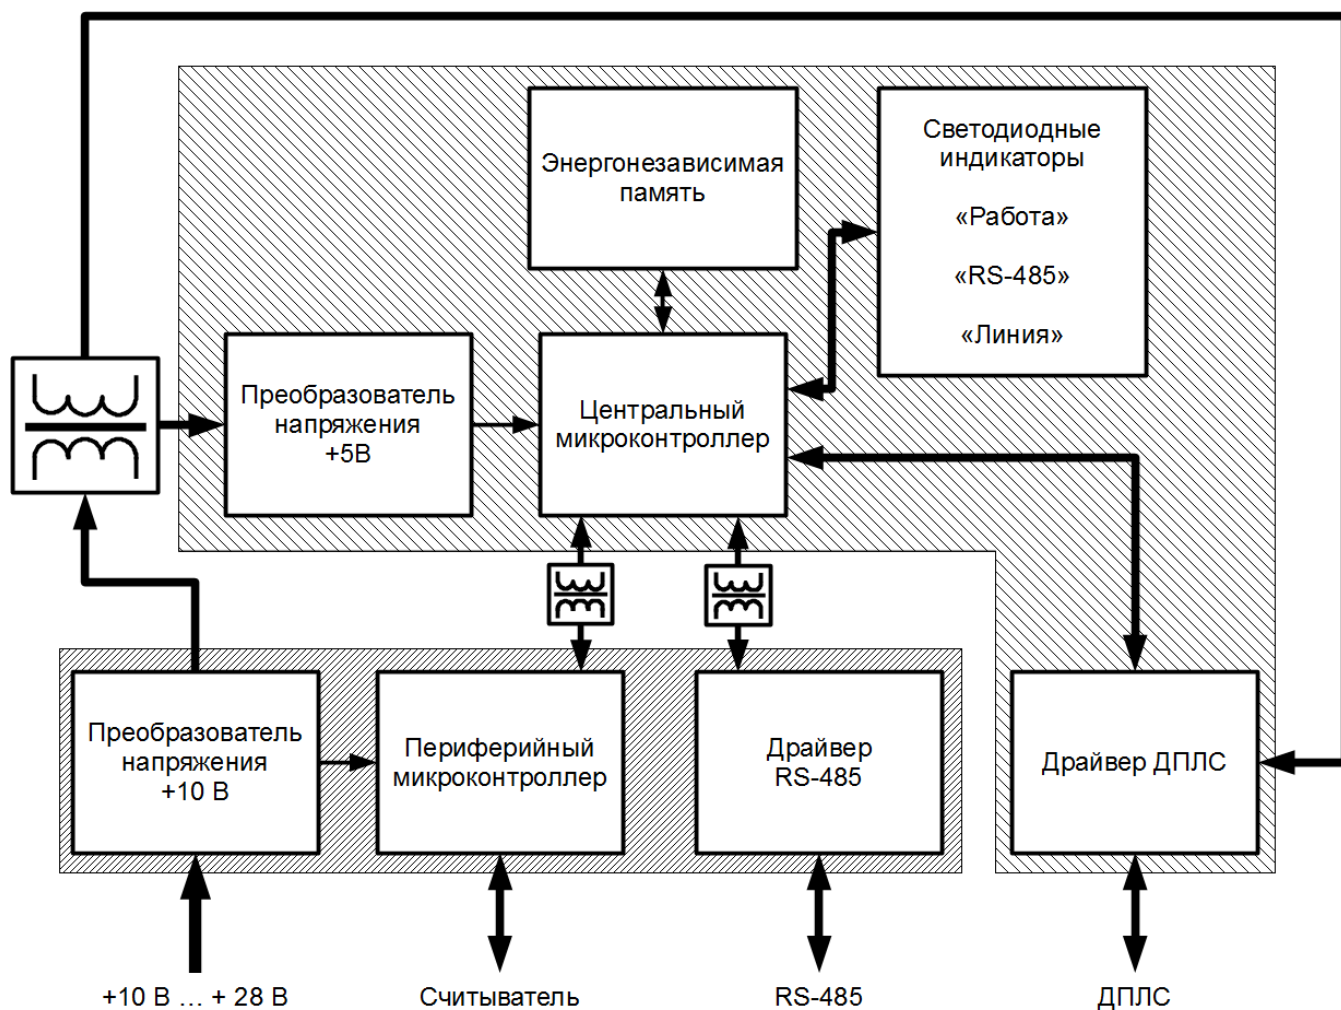 Энергонезависимая
память
Светодиодные
индикаторы
«Работа»
«RS-485»
«Линия»
Преобразователь
напряжения
+5В
Центральный
микроконтроллер
Преобразователь
напряжения
+10 В
Периферийный
микроконтроллер
Драйвер
RS-485
Драйвер ДПЛС
+10 В ... + 28 В
Считыватель
RS-485
ДПЛС